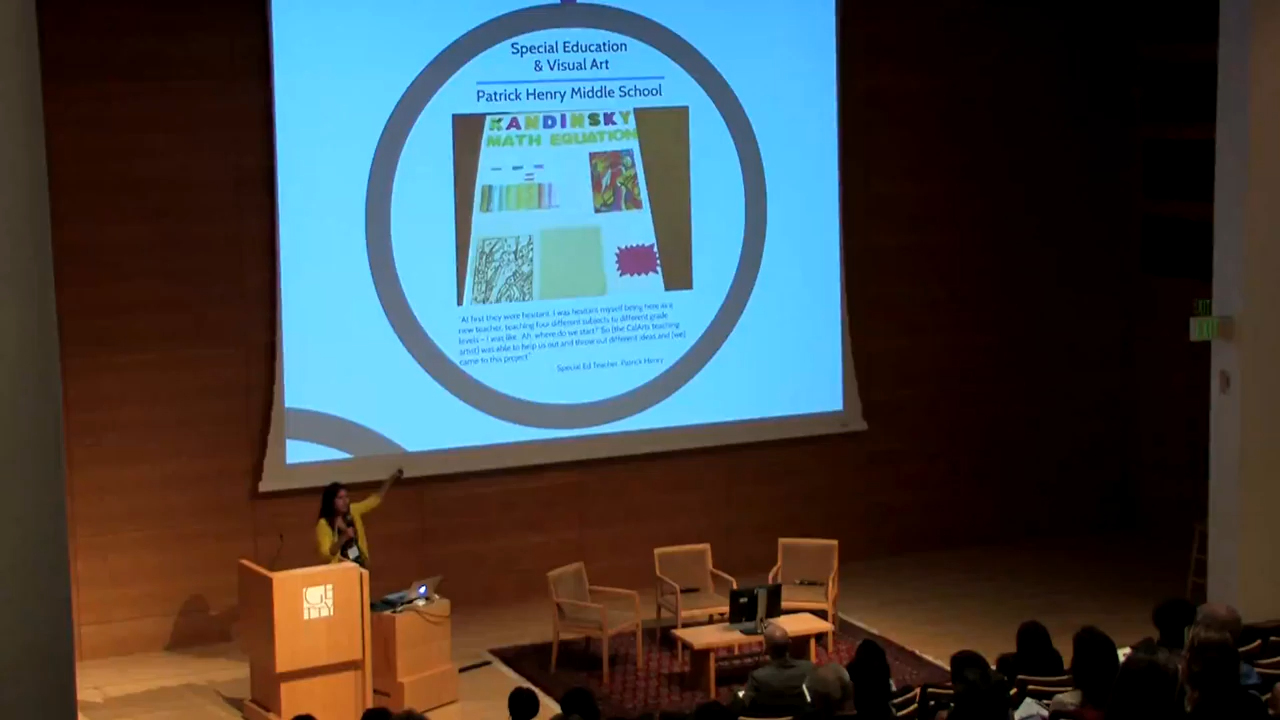 Special Education
& Visual Art
Patrick Henry Middle School
KANDINSKY
MATH EQUATION
"At first they were hesitant. I was hesitant myself being here as a
new teacher, teaching four different subjects to different grade
levels – I was like 'Ah, where do we start?' So [the CalArts teaching
artist] was able to help us out and throw out different ideas and [we]
came to this project"
Special Ed Teacher, Patrick Henry
EXIT
GE
TTY